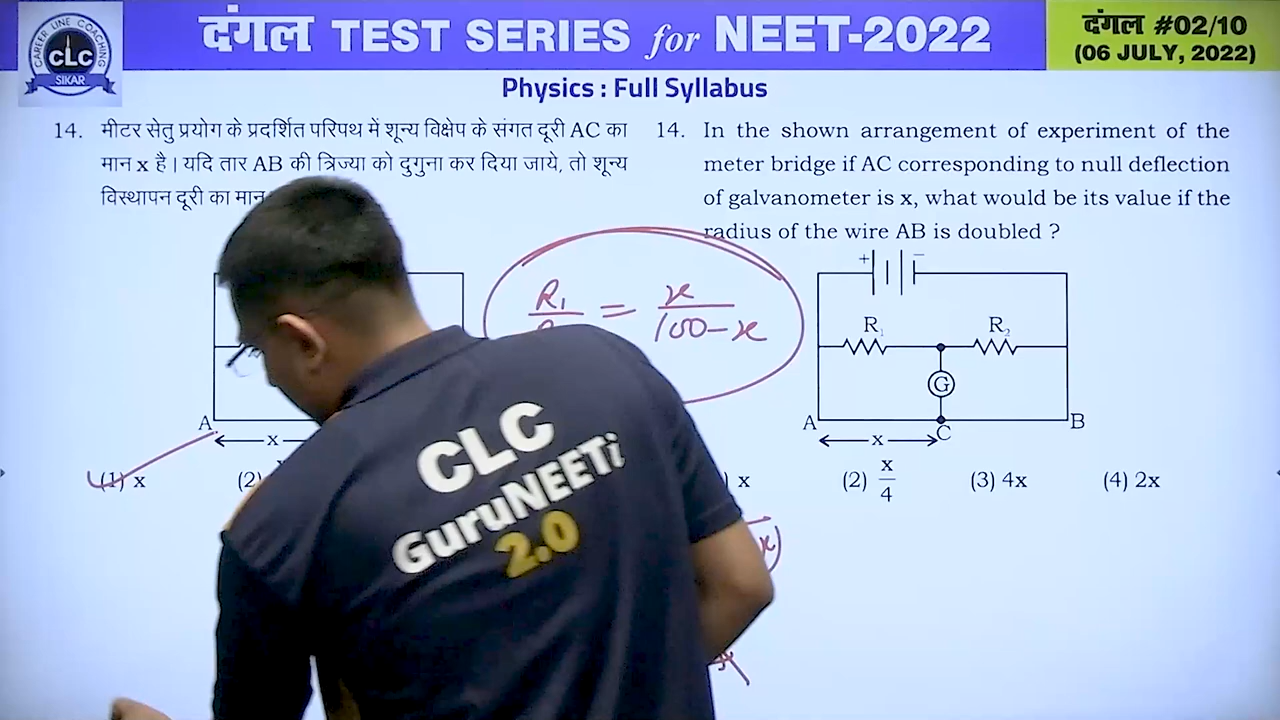 CAREER LINE COACHING
CLC
SIKAR
दंगल TEST SERIES for NEET-2022
दंगल #02/10
(06 JULY, 2022)
Physics : Full Syllabus
14. मीटर सेतु प्रयोग के प्रदर्शित परिपथ में शून्य विक्षेप के संगत दूरी AC का
मान x है। यदि तार AB की त्रिज्या को दुगुना कर दिया जाये, तो शून्य
विस्थापन दूरी का मान
A
x
(1) x
(2)
R₁ = x
100-x
14. In the shown arrangement of experiment of the
meter bridge if AC corresponding to null deflection
of galvanometer is x, what would be its value if the
radius of the wire AB is doubled ?
+ −
R₁ R₂
G
A C B
x
) x (2) x/4 (3) 4x (4) 2x
x)
CLC
GuruNEETi
2.0